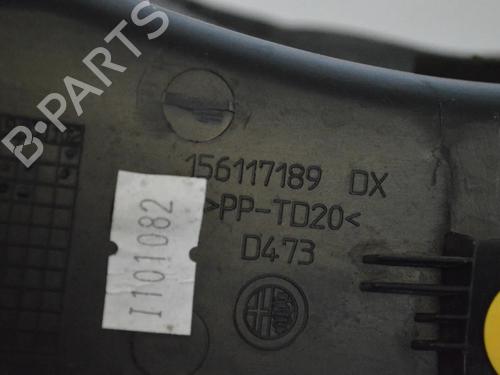 B-PARTS
156117189 DX
>PP-TD20<
D473
I101082